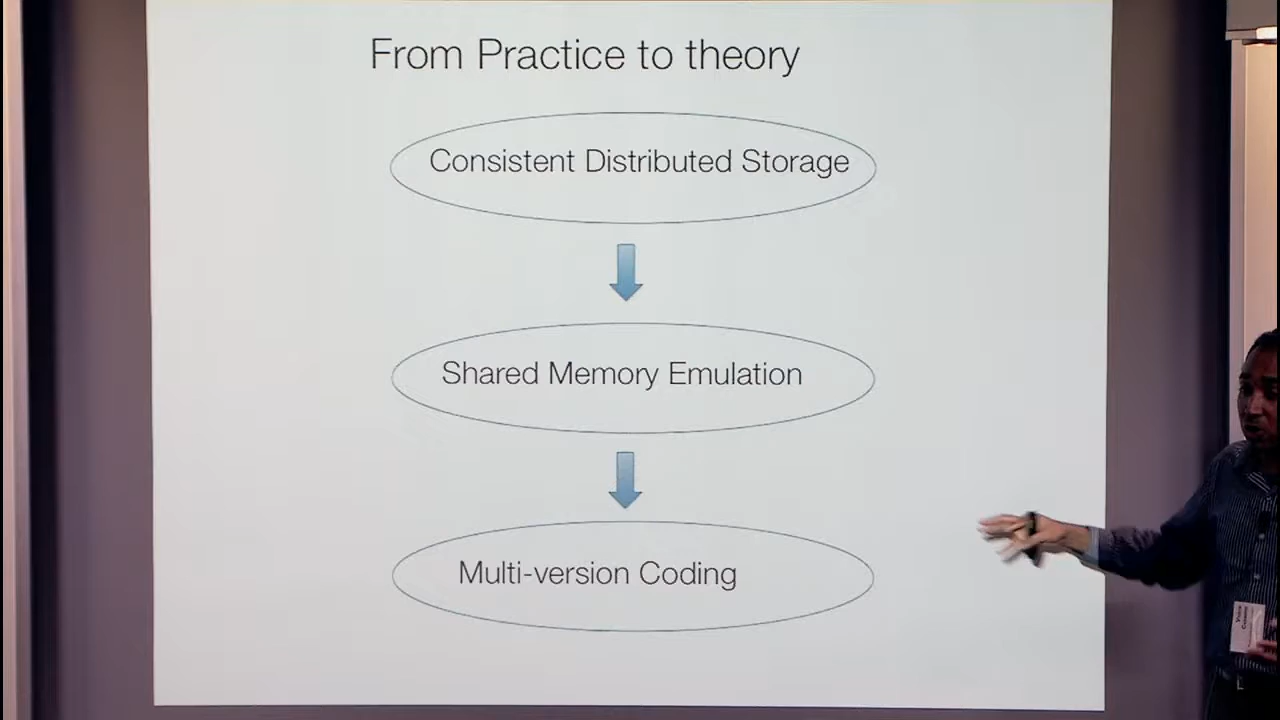 From Practice to theory
Consistent Distributed Storage
Shared Memory Emulation
Multi-version Coding